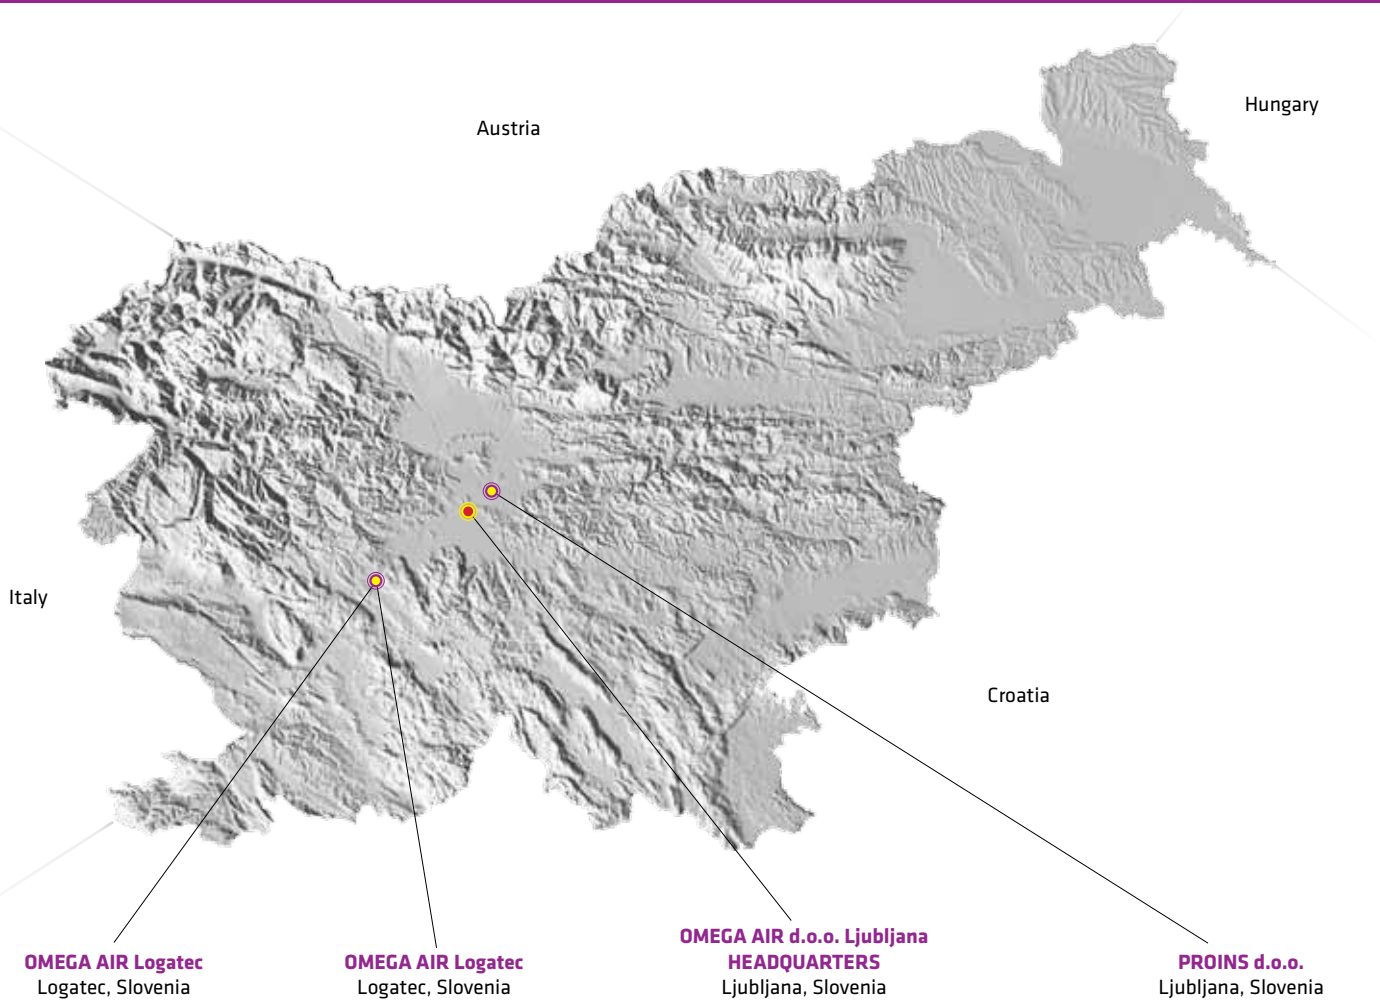 Austria
Hungary
Italy
Croatia
OMEGA AIR Logatec
Logatec, Slovenia
OMEGA AIR Logatec
Logatec, Slovenia
OMEGA AIR d.o.o. Ljubljana
HEADQUARTERS
Ljubljana, Slovenia
PROINS d.o.o.
Ljubljana, Slovenia